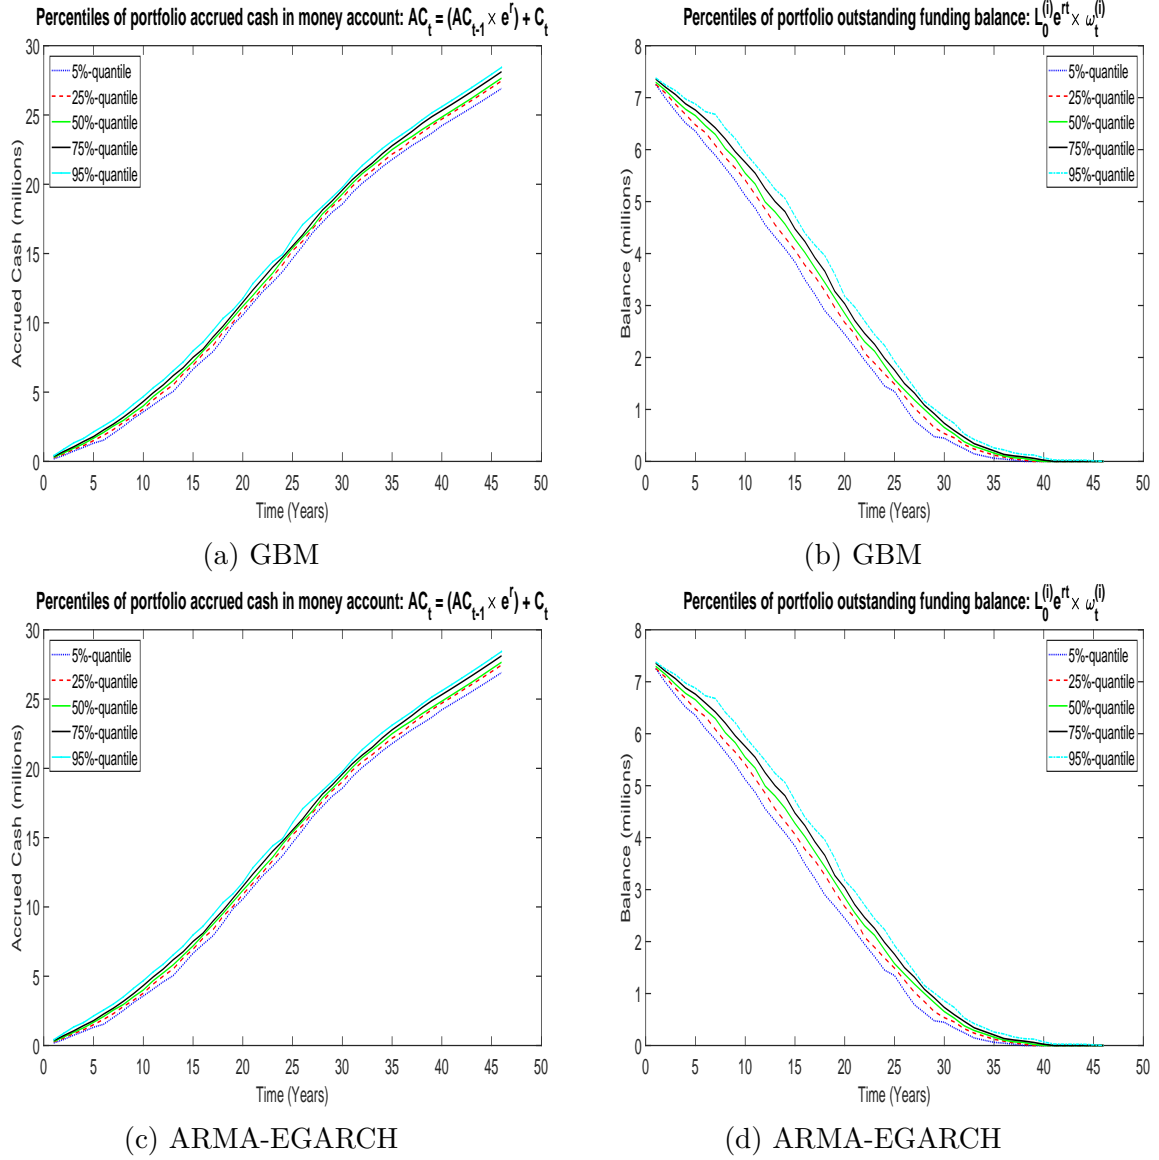 Percentiles of portfolio accrued cash in money account: AC_t = (AC_t-1 × e^r) + C_t
30
25
20
15
10
5
0
Accrued Cash (millions)
5%-quantile
25%-quantile
50%-quantile
75%-quantile
95%-quantile
0 5 10 15 20 25 30 35 40 45 50
Time (Years)
(a) GBM
Percentiles of portfolio outstanding funding balance: L_0^(i) e^rt × ω_t^(i)
8
7
6
5
4
3
2
1
0
Balance (millions)
5%-quantile
25%-quantile
50%-quantile
75%-quantile
95%-quantile
0 5 10 15 20 25 30 35 40 45 50
Time (Years)
(b) GBM
Percentiles of portfolio accrued cash in money account: AC_t = (AC_t-1 × e^r) + C_t
30
25
20
15
10
5
0
Accrued Cash (millions)
5%-quantile
25%-quantile
50%-quantile
75%-quantile
95%-quantile
0 5 10 15 20 25 30 35 40 45 50
Time (Years)
(c) ARMA-EGARCH
Percentiles of portfolio outstanding funding balance: L_0^(i) e^rt × ω_t^(i)
8
7
6
5
4
3
2
1
0
Balance (millions)
5%-quantile
25%-quantile
50%-quantile
75%-quantile
95%-quantile
0 5 10 15 20 25 30 35 40 45 50
Time (Years)
(d) ARMA-EGARCH